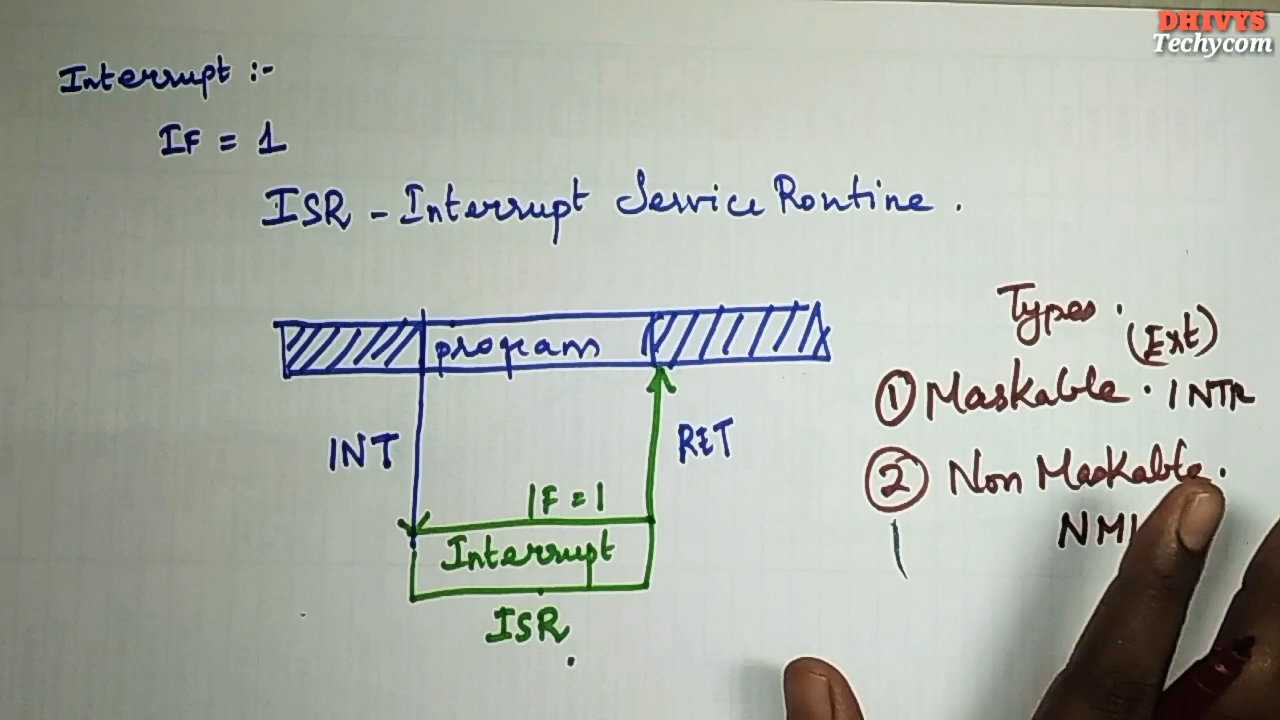 DHIVYS
Techycom
Interrupt :-
IF = 1
ISR - Interrupt Service Routine .
program
INT
RET
IF = 1
Interrupt
ISR
Types .
(Ext)
① Maskable . INTR
② Non Maskable .
NMI